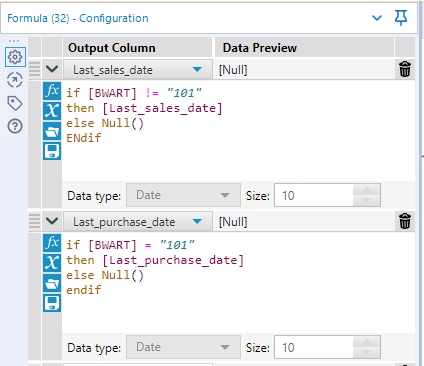 Formula (32) - Configuration
Output Column Data Preview
Last_sales_date [Null]
if [BWART] != "101"
then [Last_sales_date]
else Null()
ENdif
Data type: Date Size: 10
Last_purchase_date [Null]
if [BWART] = "101"
then [Last_purchase_date]
else Null()
endif
Data type: Date Size: 10